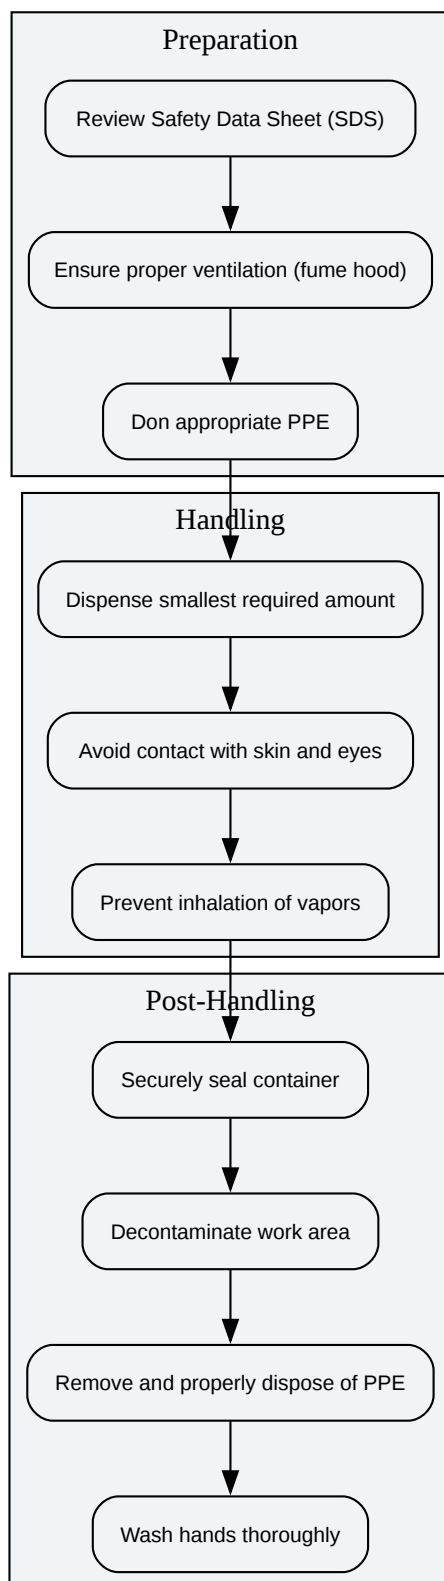 Preparation
Review Safety Data Sheet (SDS)
Ensure proper ventilation (fume hood)
Don appropriate PPE
Handling
Dispense smallest required amount
Avoid contact with skin and eyes
Prevent inhalation of vapors
Post-Handling
Securely seal container
Decontaminate work area
Remove and properly dispose of PPE
Wash hands thoroughly